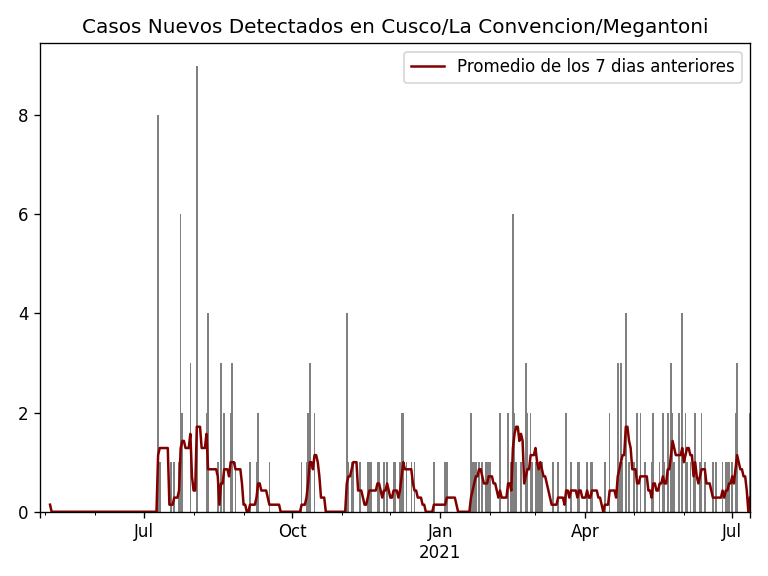 Casos Nuevos Detectados en Cusco/La Convencion/Megantoni
Promedio de los 7 dias anteriores
8
6
4
2
0
Jul Oct Jan Apr Jul
2021